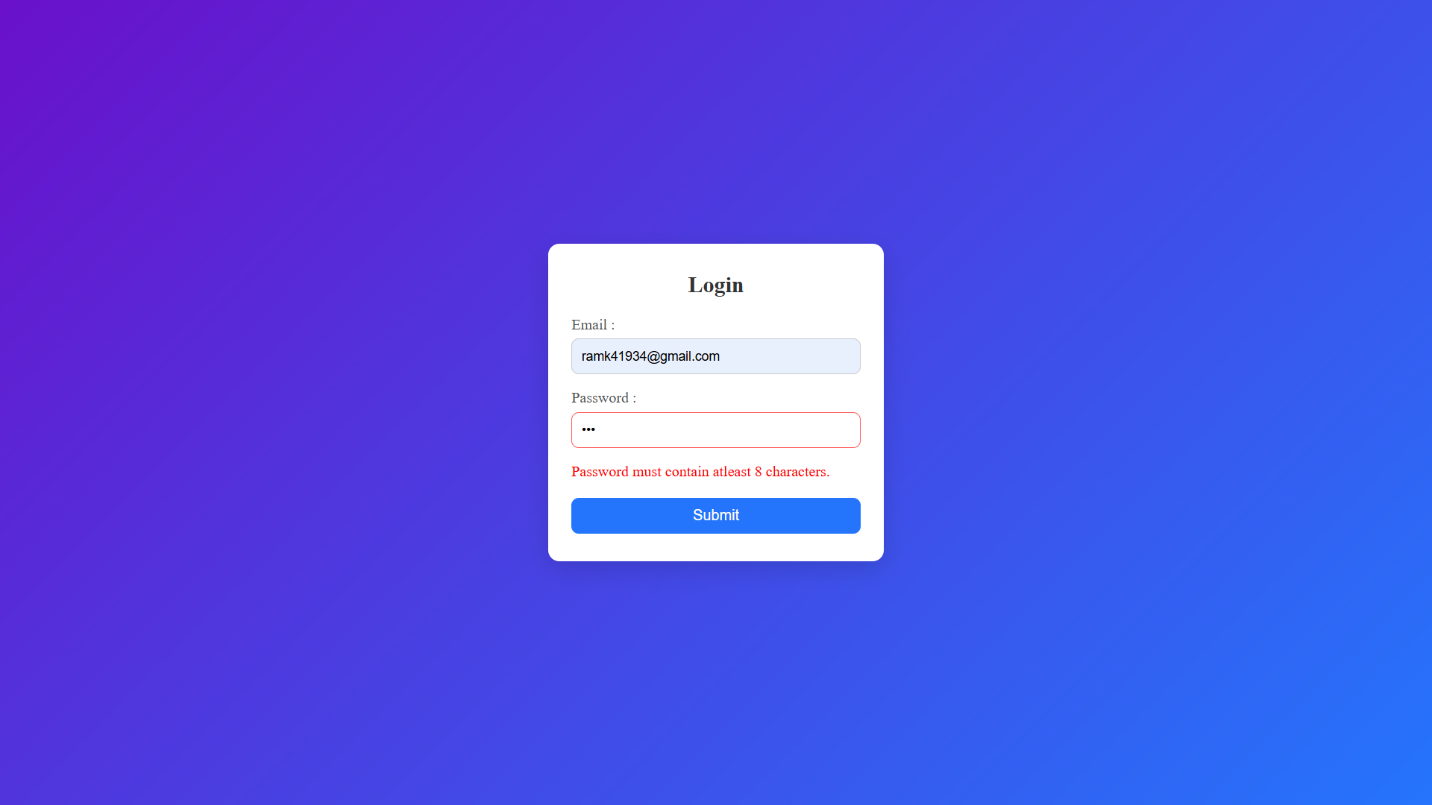 Login
Email :
ramk41934@gmail.com
Password :
•••
Password must contain atleast 8 characters.
Submit